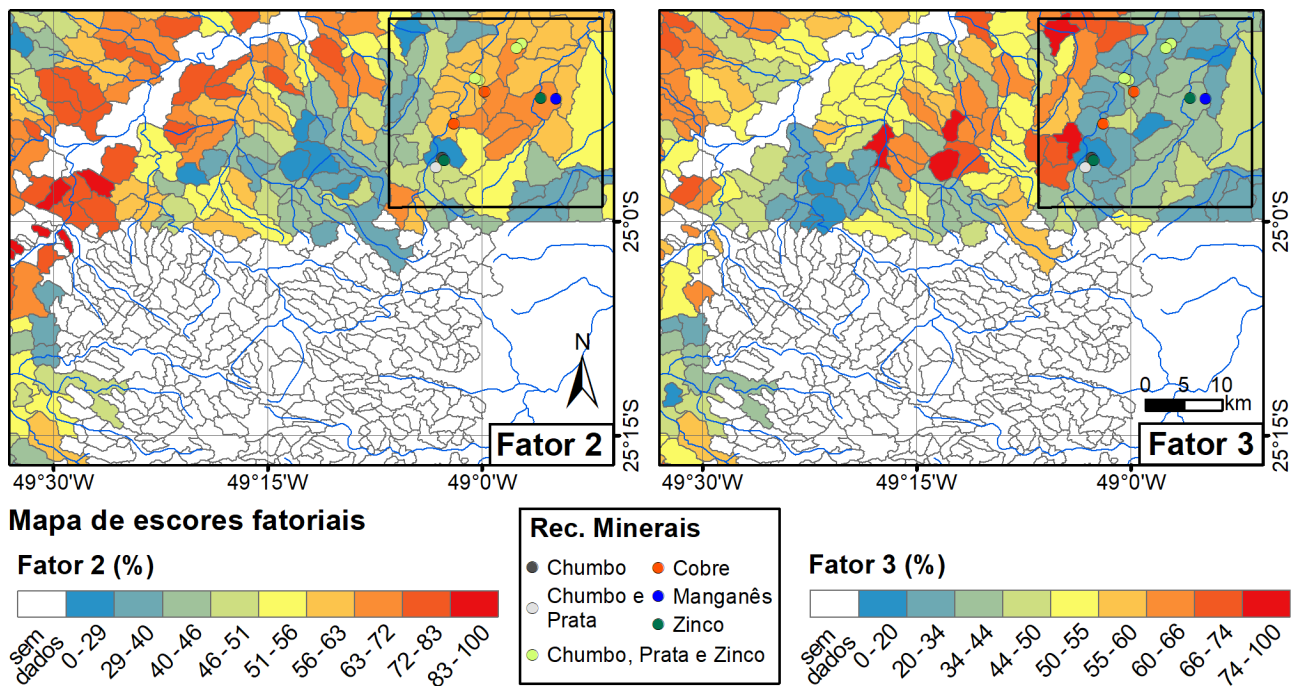 N
Fator 2
25°0'S
25°15'S
49°30'W
49°15'W
49°0'W
0 5 10
km
Fator 3
25°0'S
25°15'S
49°30'W
49°15'W
49°0'W
Mapa de escores fatoriais
Fator 2 (%)
sem dados
0 - 29
29 - 40
40 - 46
46 - 51
51 - 56
56 - 63
63 - 72
72 - 83
83 - 100
Rec. Minerais
Chumbo
Chumbo e
Prata
Cobre
Manganês
Zinco
Chumbo, Prata e Zinco
Fator 3 (%)
sem dados
0 - 20
20 - 34
34 - 44
44 - 50
50 - 55
55 - 60
60 - 66
66 - 74
74 - 100